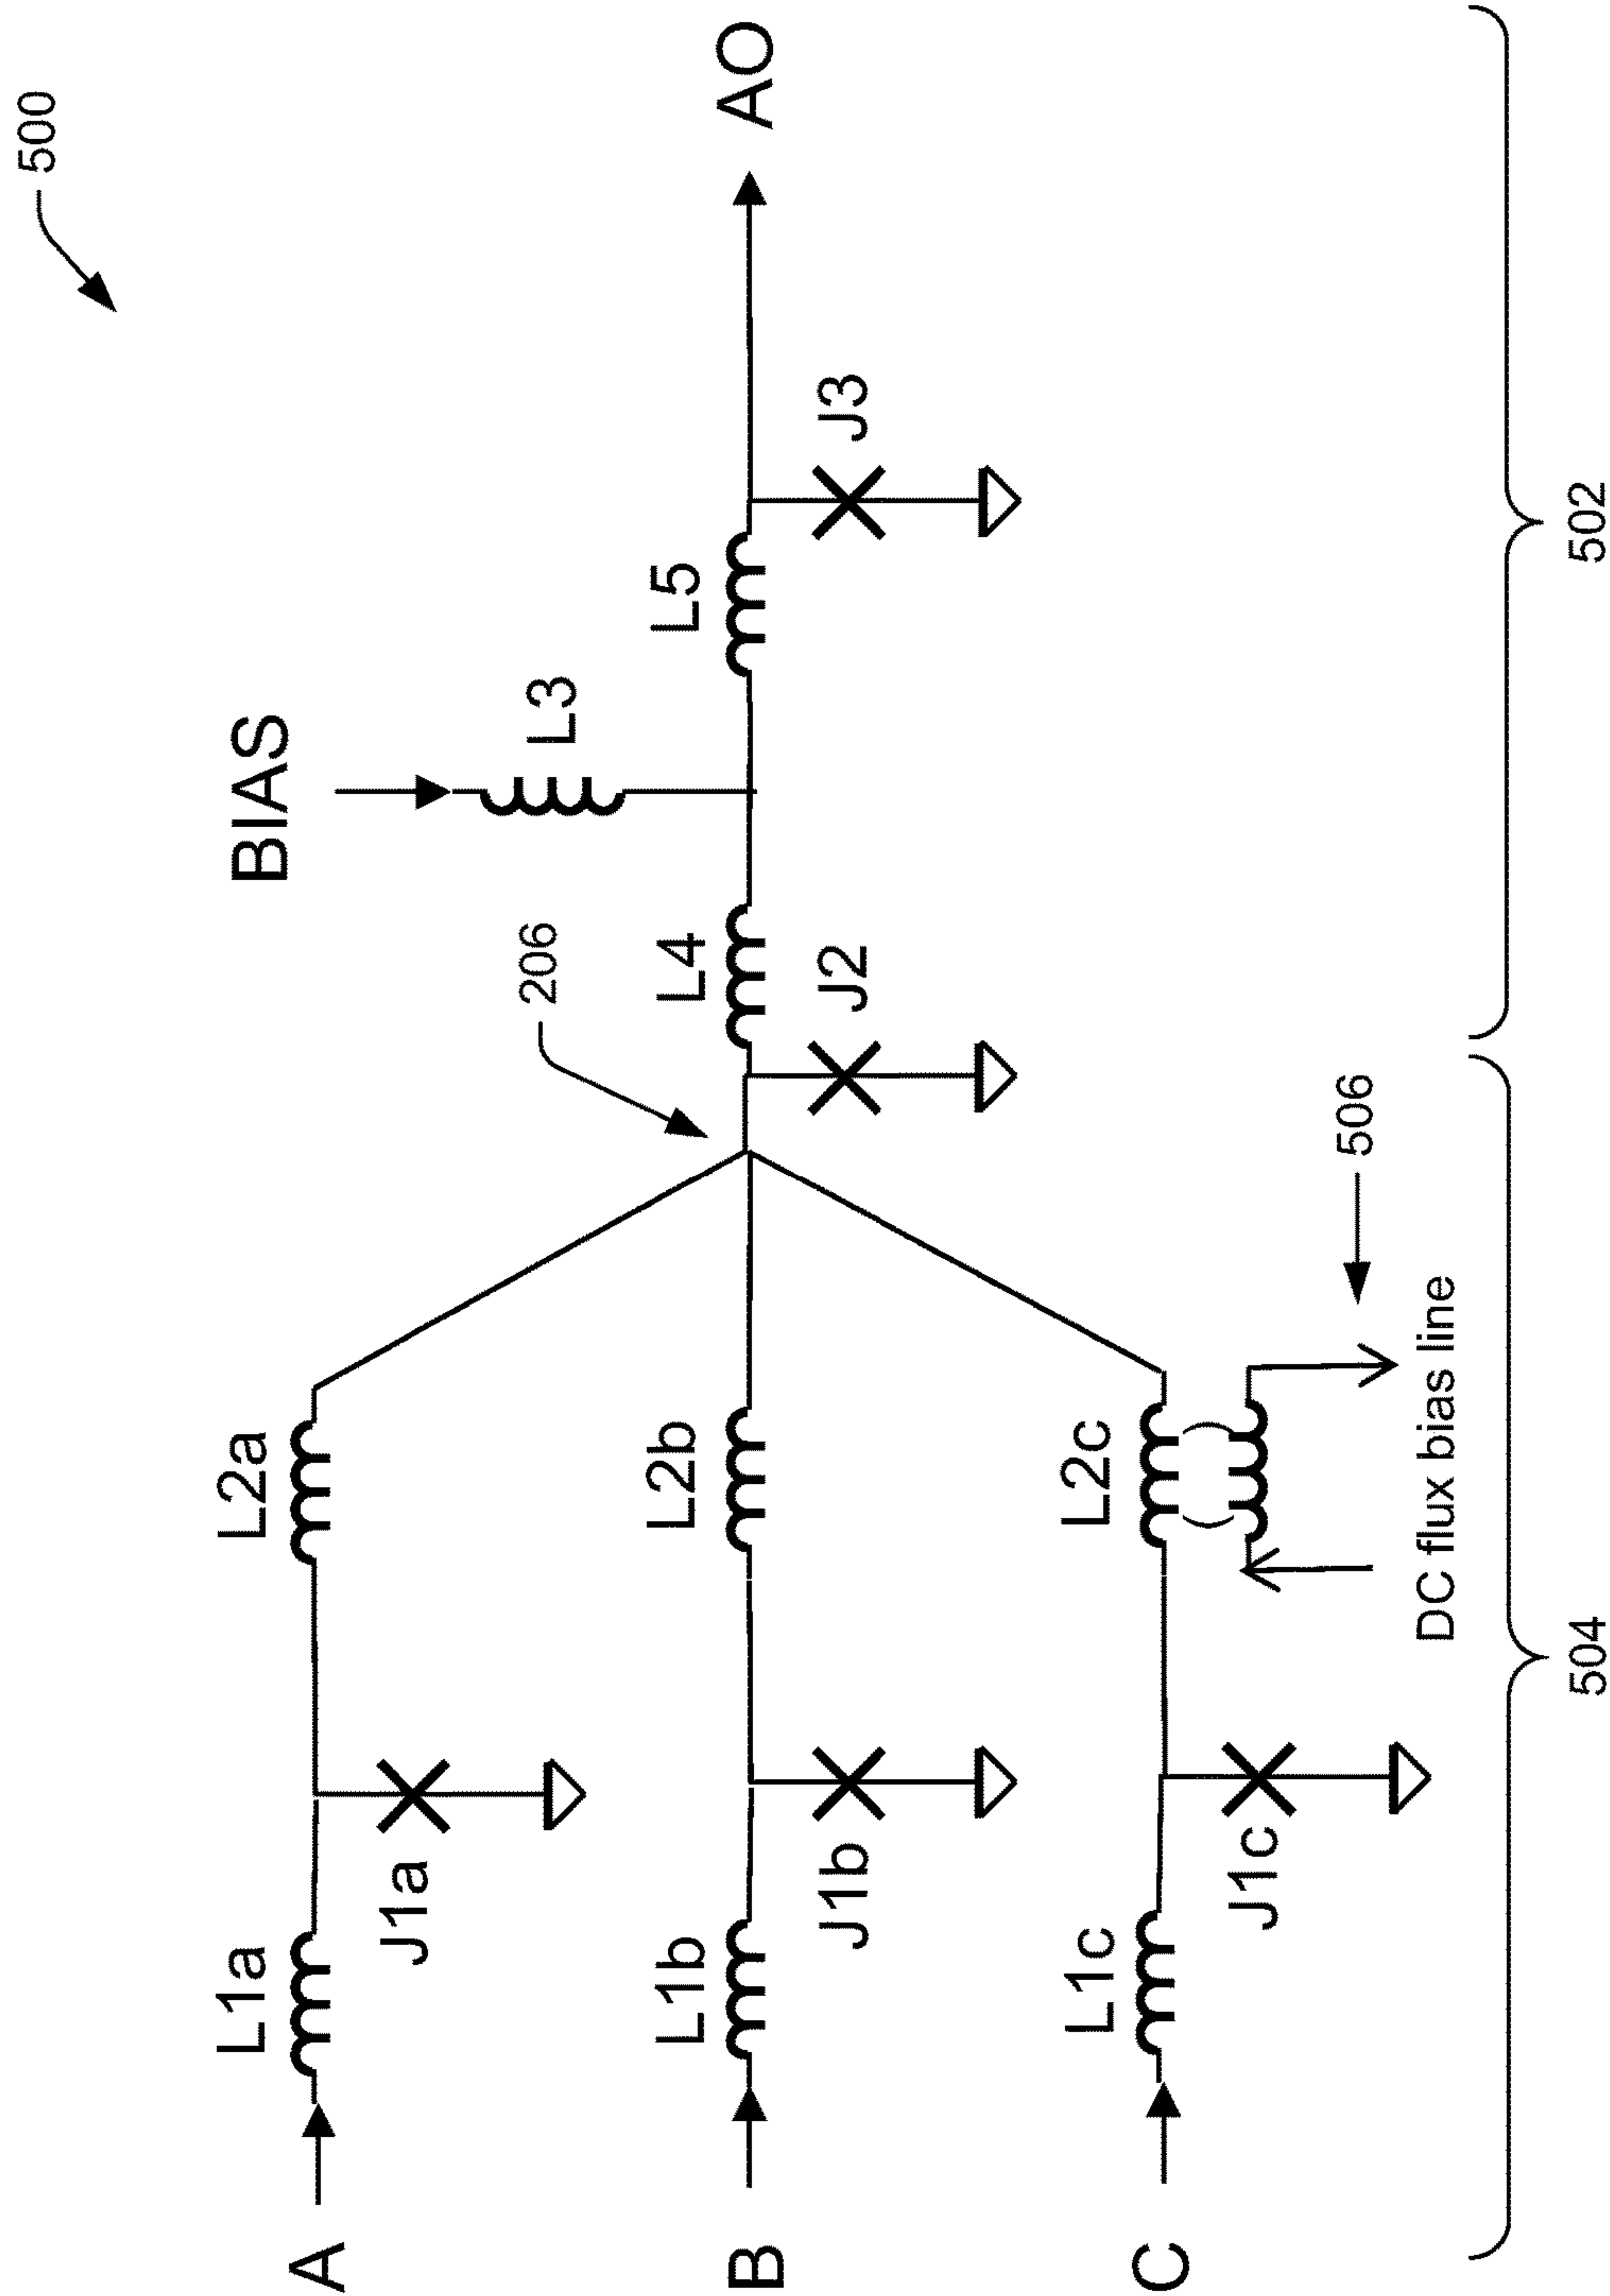 500
BIAS
L3
206
L2a
L1a
A
J1a
L4
L5
AO
L2b
L1b
B
J1b
J2
J3
L2c
L1c
C
J1c
506
DC flux bias line
504
502